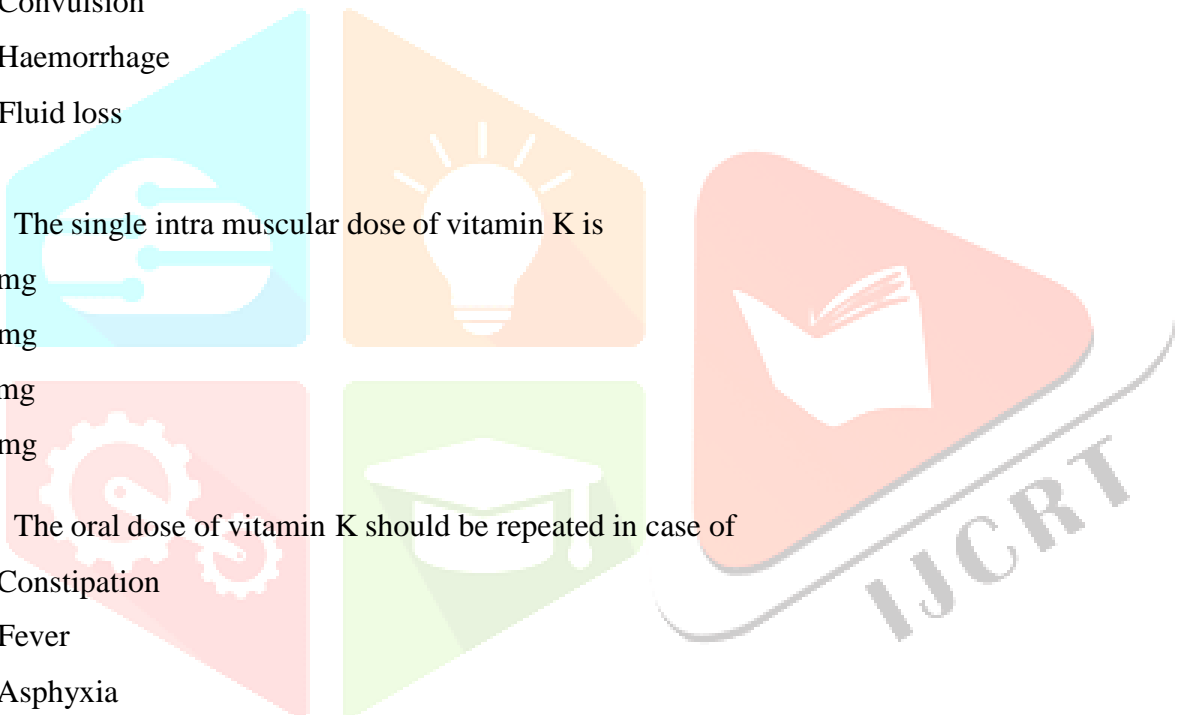 Convulsion
Haemorrhage
Fluid loss
The single intra muscular dose of vitamin K is
mg
mg
mg
mg
The oral dose of vitamin K should be repeated in case of
Constipation
Fever
Asphyxia
IJCRT